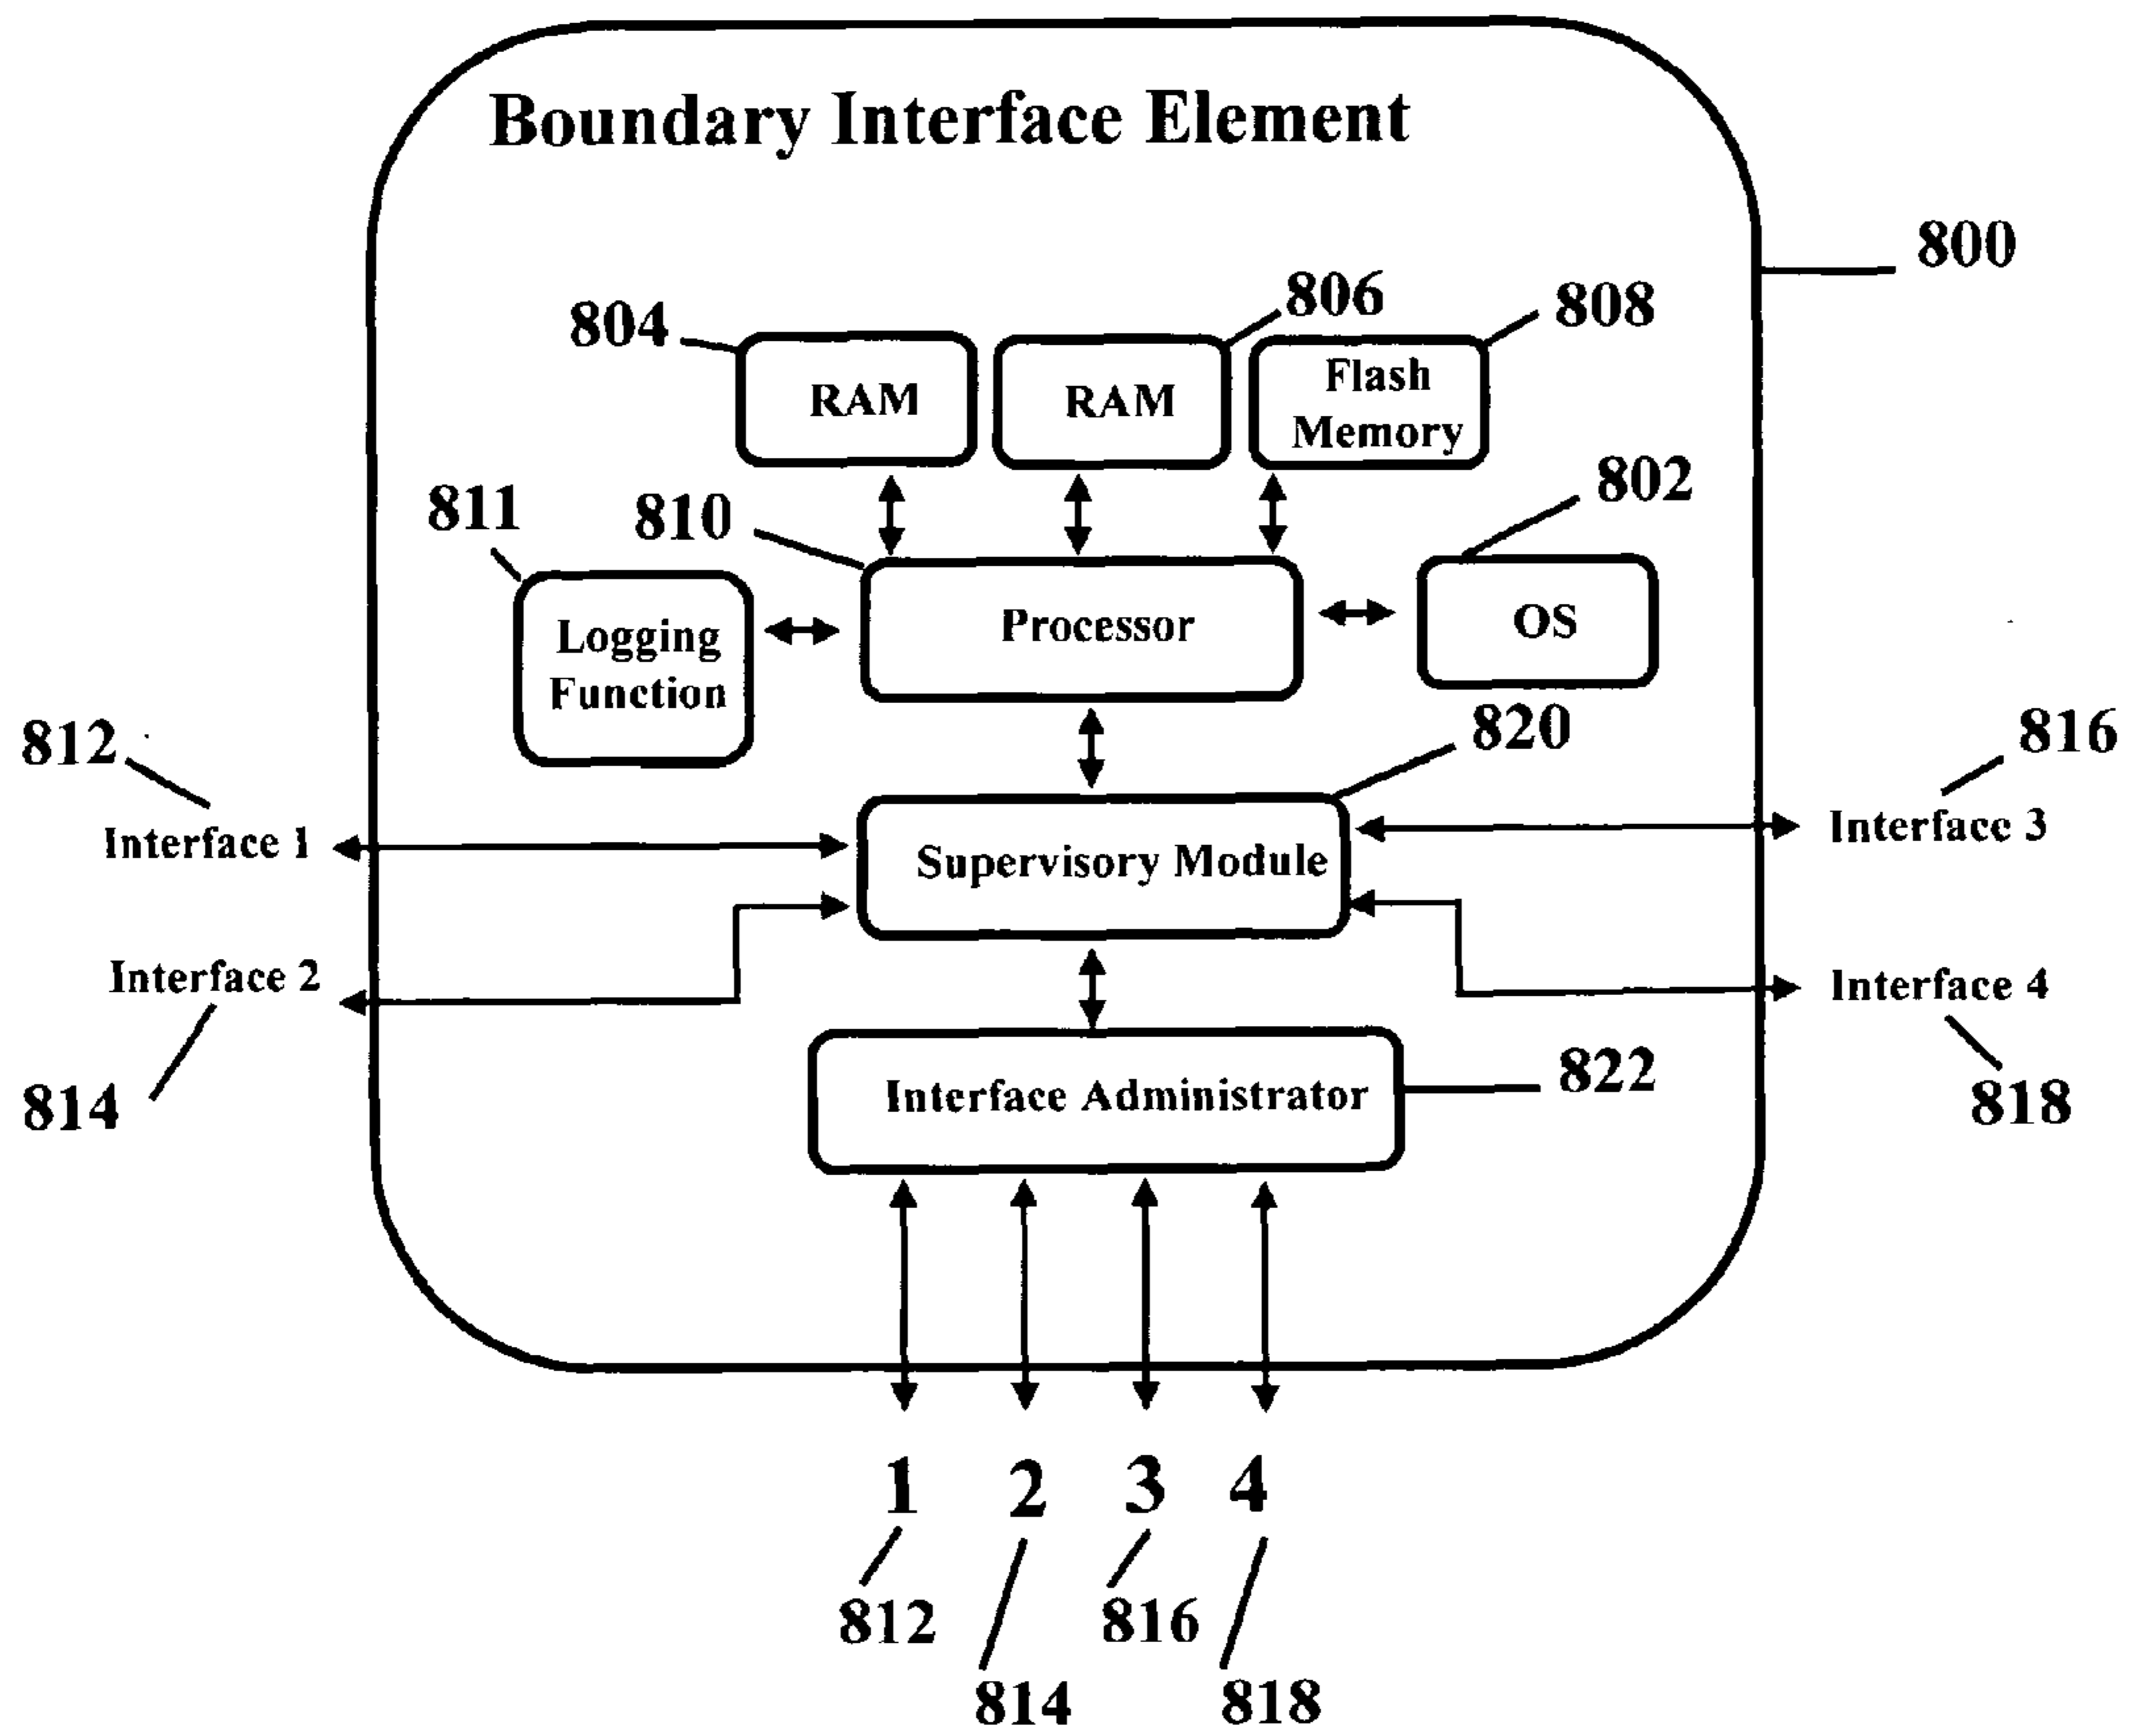 Boundary Interface Element
800
804
806
808
RAM
RAM
Flash
Memory
811
810
802
Logging
Function
Processor
OS
812
820
816
Interface 1
Supervisory Module
Interface 3
Interface 2
Interface 4
814
Interface Administrator
822
818
1 2 3 4
812
816
814
818